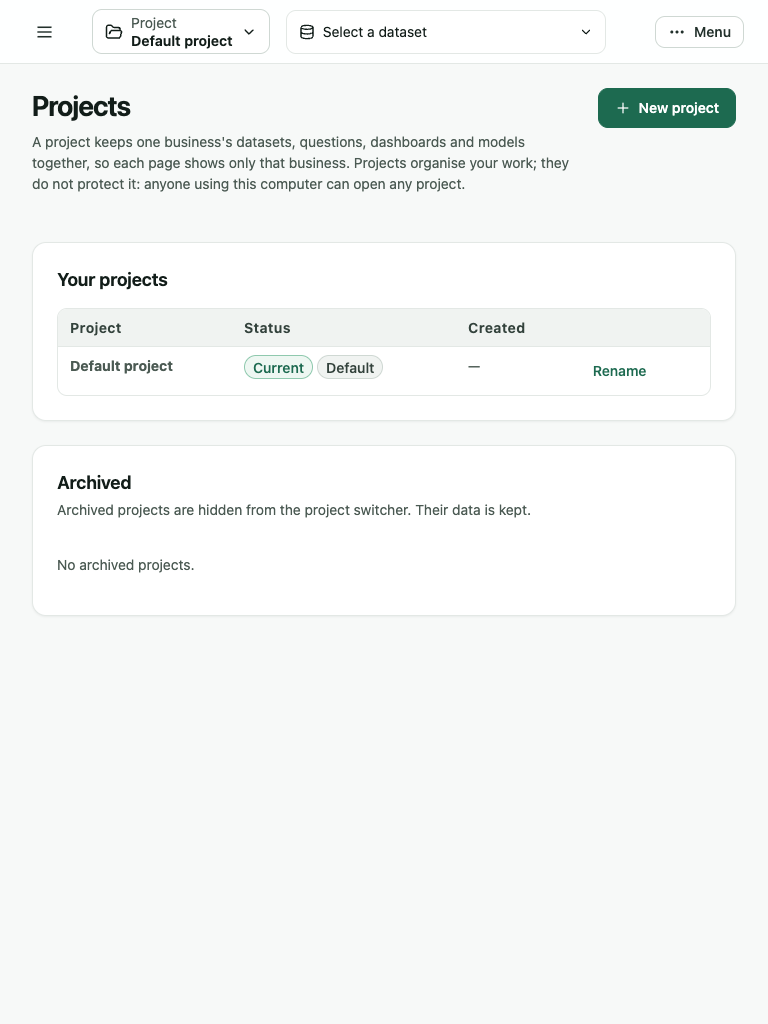 Project
Default project
Select a dataset
Menu
Projects
New project
A project keeps one business's datasets, questions, dashboards and models
together, so each page shows only that business. Projects organise your work; they
do not protect it: anyone using this computer can open any project.
Your projects
Project Status Created
Default project Current Default — Rename
Archived
Archived projects are hidden from the project switcher. Their data is kept.
No archived projects.